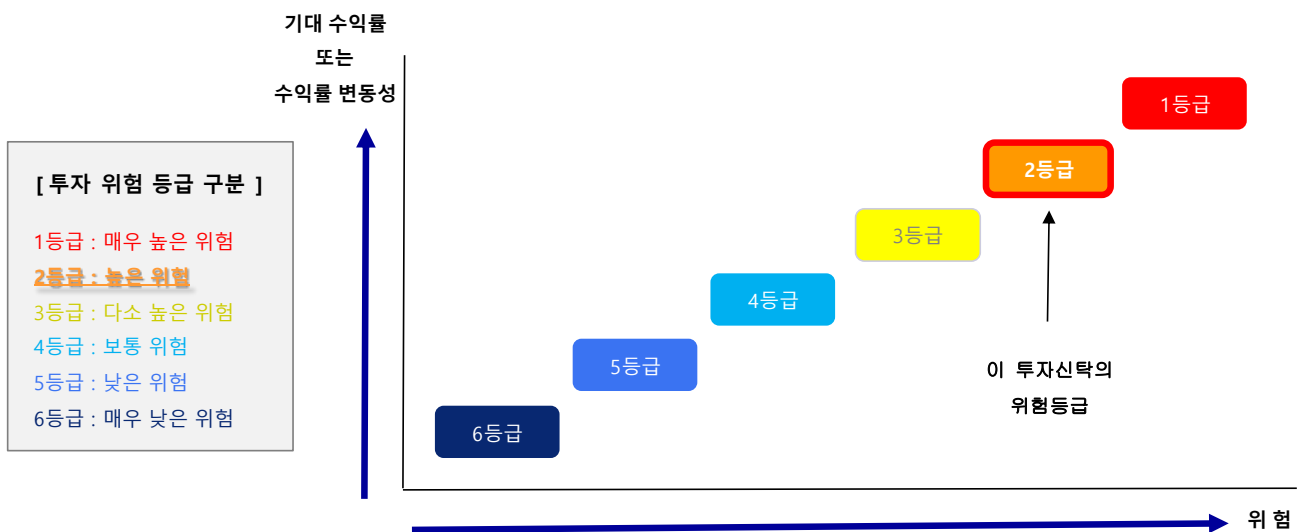 기대 수익률
또는
수익률 변동성
[ 투자 위험 등급 구분 ]
1등급 : 매우 높은 위험
2등급 : 높은 위험
3등급 : 다소 높은 위험
4등급 : 보통 위험
5등급 : 낮은 위험
6등급 : 매우 낮은 위험
1등급
2등급
3등급
4등급
5등급
6등급
이 투자신탁의
위험등급
위 험